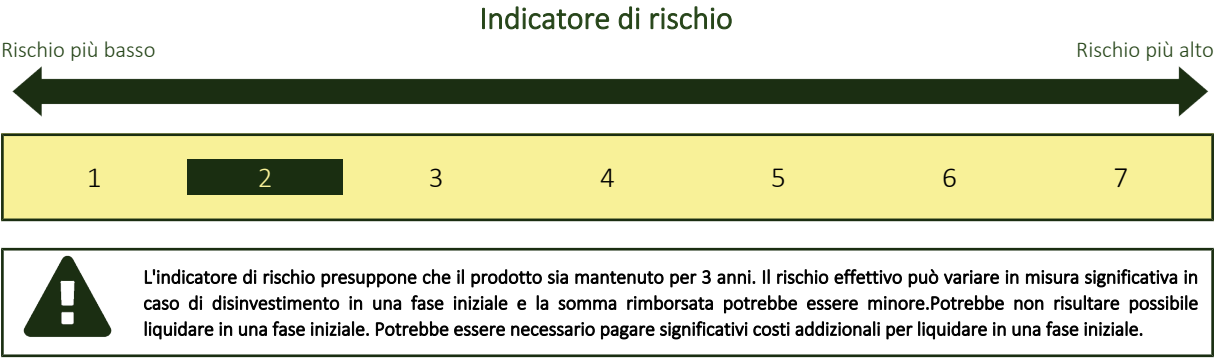 Indicatore di rischio
Rischio più basso
Rischio più alto
1 2 3 4 5 6 7
L'indicatore di rischio presuppone che il prodotto sia mantenuto per 3 anni. Il rischio effettivo può variare in misura significativa in
caso di disinvestimento in una fase iniziale e la somma rimborsata potrebbe essere minore.Potrebbe non risultare possibile
liquidare in una fase iniziale. Potrebbe essere necessario pagare significativi costi addizionali per liquidare in una fase iniziale.